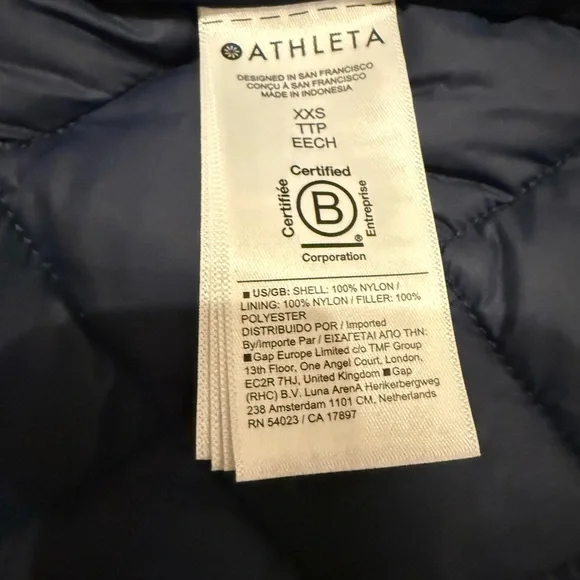 ATHLETA
DESIGNED IN SAN FRANCISCO
CONÇU À SAN FRANCISCO
MADE IN INDONESIA
XXS
TTP
EECH
Certified
Certifiée
B
Entreprise
®
Corporation
■ US/GB: SHELL: 100% NYLON /
LINING: 100% NYLON / FILLER: 100%
POLYESTER
DISTRIBUIDO POR / Imported
By/Importe Par / ΕΙΣΑΓΕΤΑΙ ΑΠΟ ΤΗΝ:
■ Gap Europe Limited c/o TMF Group
13th Floor, One Angel Court, London,
EC2R 7HJ, United Kingdom ■ Gap
(RHC) B.V. Luna ArenA Herikerbergweg
238 Amsterdam 1101 CM, Netherlands
RN 54023 / CA 17897